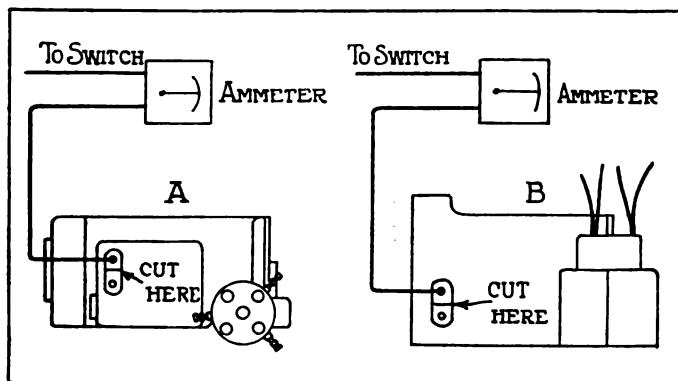 To Switch
Ammeter
A
Cut
Here
To Switch
Ammeter
B
Cut
Here